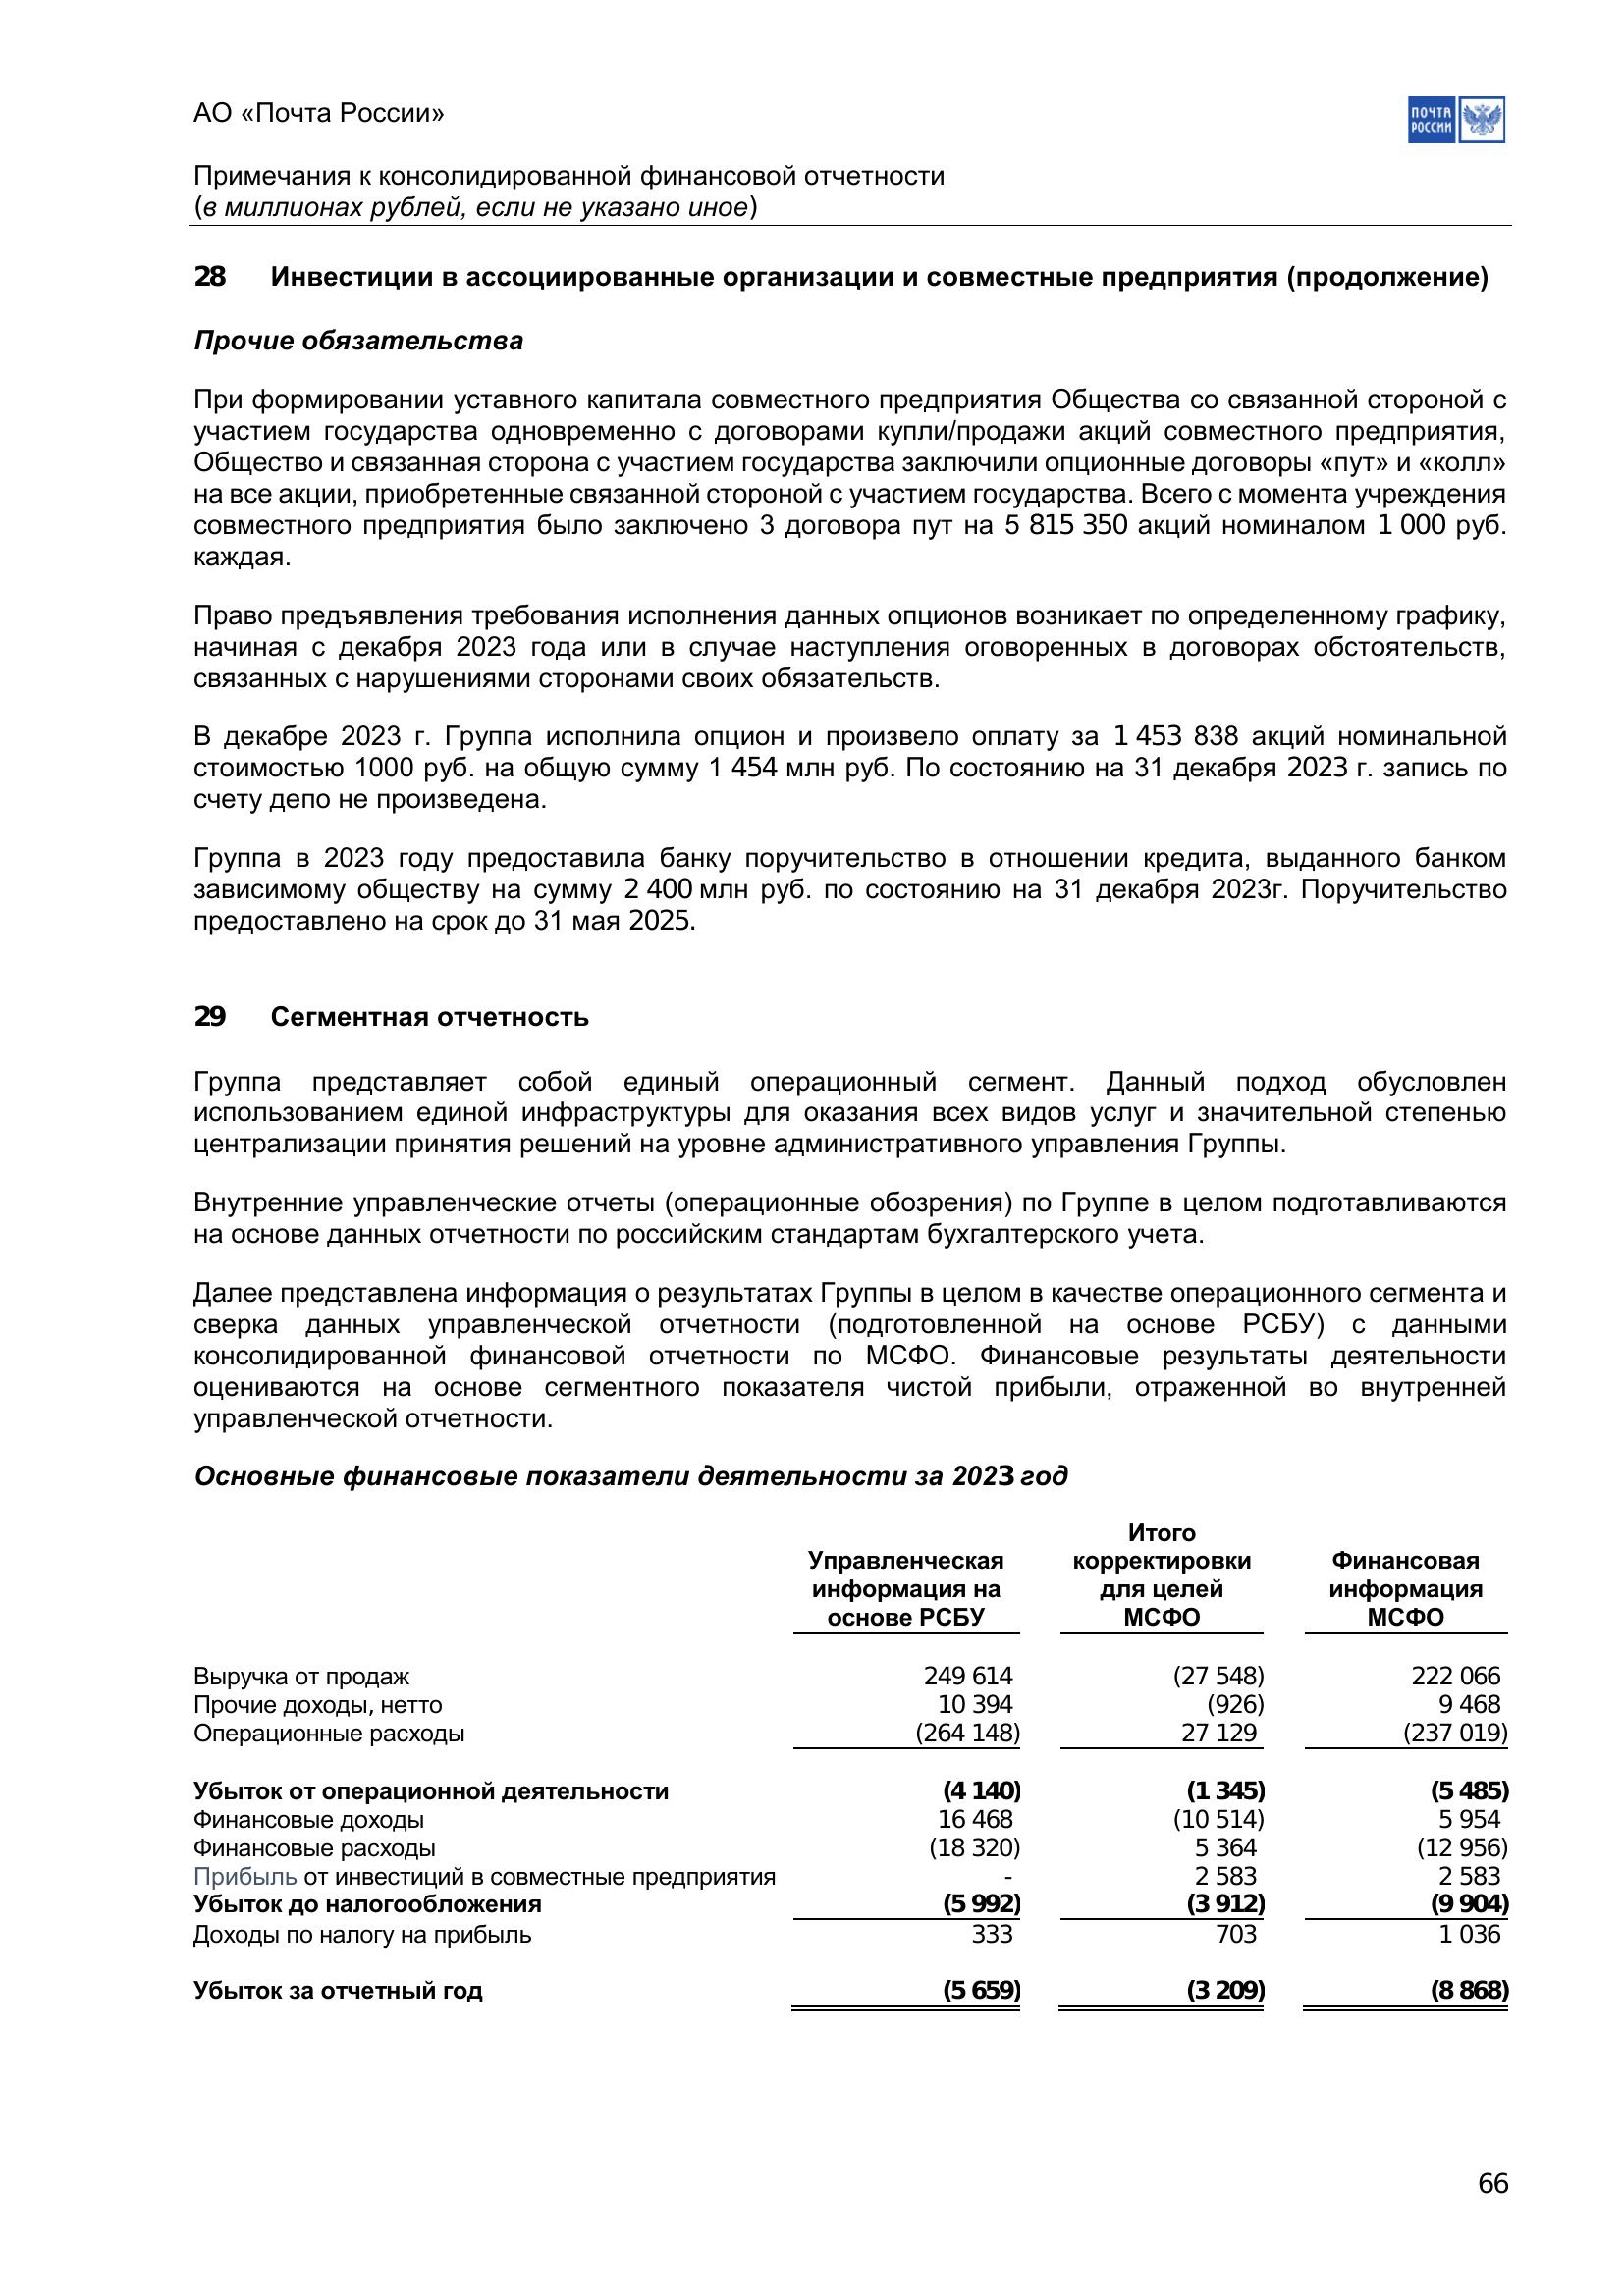 АО «Почта России»
ПОЧТА
РОССИИ
Примечания к консолидированной финансовой отчетности
(в миллионах рублей, если не указано иное)
28 Инвестиции в ассоциированные организации и совместные предприятия (продолжение)
Прочие обязательства
При формировании уставного капитала совместного предприятия Общества со связанной стороной с
участием государства одновременно с договорами купли/продажи акций совместного предприятия,
Общество и связанная сторона с участием государства заключили опционные договоры «пут» и «колл»
на все акции, приобретенные связанной стороной с участием государства. Всего с момента учреждения
совместного предприятия было заключено 3 договора пут на 5 815 350 акций номиналом 1 000 руб.
каждая.
Право предъявления требования исполнения данных опционов возникает по определенному графику,
начиная с декабря 2023 года или в случае наступления оговоренных в договорах обстоятельств,
связанных с нарушениями сторонами своих обязательств.
В декабре 2023 г. Группа исполнила опцион и произвело оплату за 1 453 838 акций номинальной
стоимостью 1000 руб. на общую сумму 1 454 млн руб. По состоянию на 31 декабря 2023 г. запись по
счету депо не произведена.
Группа в 2023 году предоставила банку поручительство в отношении кредита, выданного банком
зависимому обществу на сумму 2 400 млн руб. по состоянию на 31 декабря 2023г. Поручительство
предоставлено на срок до 31 мая 2025.
29 Сегментная отчетность
Группа представляет собой единый операционный сегмент. Данный подход обусловлен
использованием единой инфраструктуры для оказания всех видов услуг и значительной степенью
централизации принятия решений на уровне административного управления Группы.
Внутренние управленческие отчеты (операционные обозрения) по Группе в целом подготавливаются
на основе данных отчетности по российским стандартам бухгалтерского учета.
Далее представлена информация о результатах Группы в целом в качестве операционного сегмента и
сверка данных управленческой отчетности (подготовленной на основе РСБУ) с данными
консолидированной финансовой отчетности по МСФО. Финансовые результаты деятельности
оцениваются на основе сегментного показателя чистой прибыли, отраженной во внутренней
управленческой отчетности.
Основные финансовые показатели деятельности за 2023 год
Итого
Управленческая корректировки Финансовая
информация на для целей информация
основе РСБУ МСФО МСФО
Выручка от продаж 249 614 (27 548) 222 066
Прочие доходы, нетто 10 394 (926) 9 468
Операционные расходы (264 148) 27 129 (237 019)
Убыток от операционной деятельности (4 140) (1 345) (5 485)
Финансовые доходы 16 468 (10 514) 5 954
Финансовые расходы (18 320) 5 364 (12 956)
Прибыль от инвестиций в совместные предприятия - 2 583 2 583
Убыток до налогообложения (5 992) (3 912) (9 904)
Доходы по налогу на прибыль 333 703 1 036
Убыток за отчетный год (5 659) (3 209) (8 868)
66